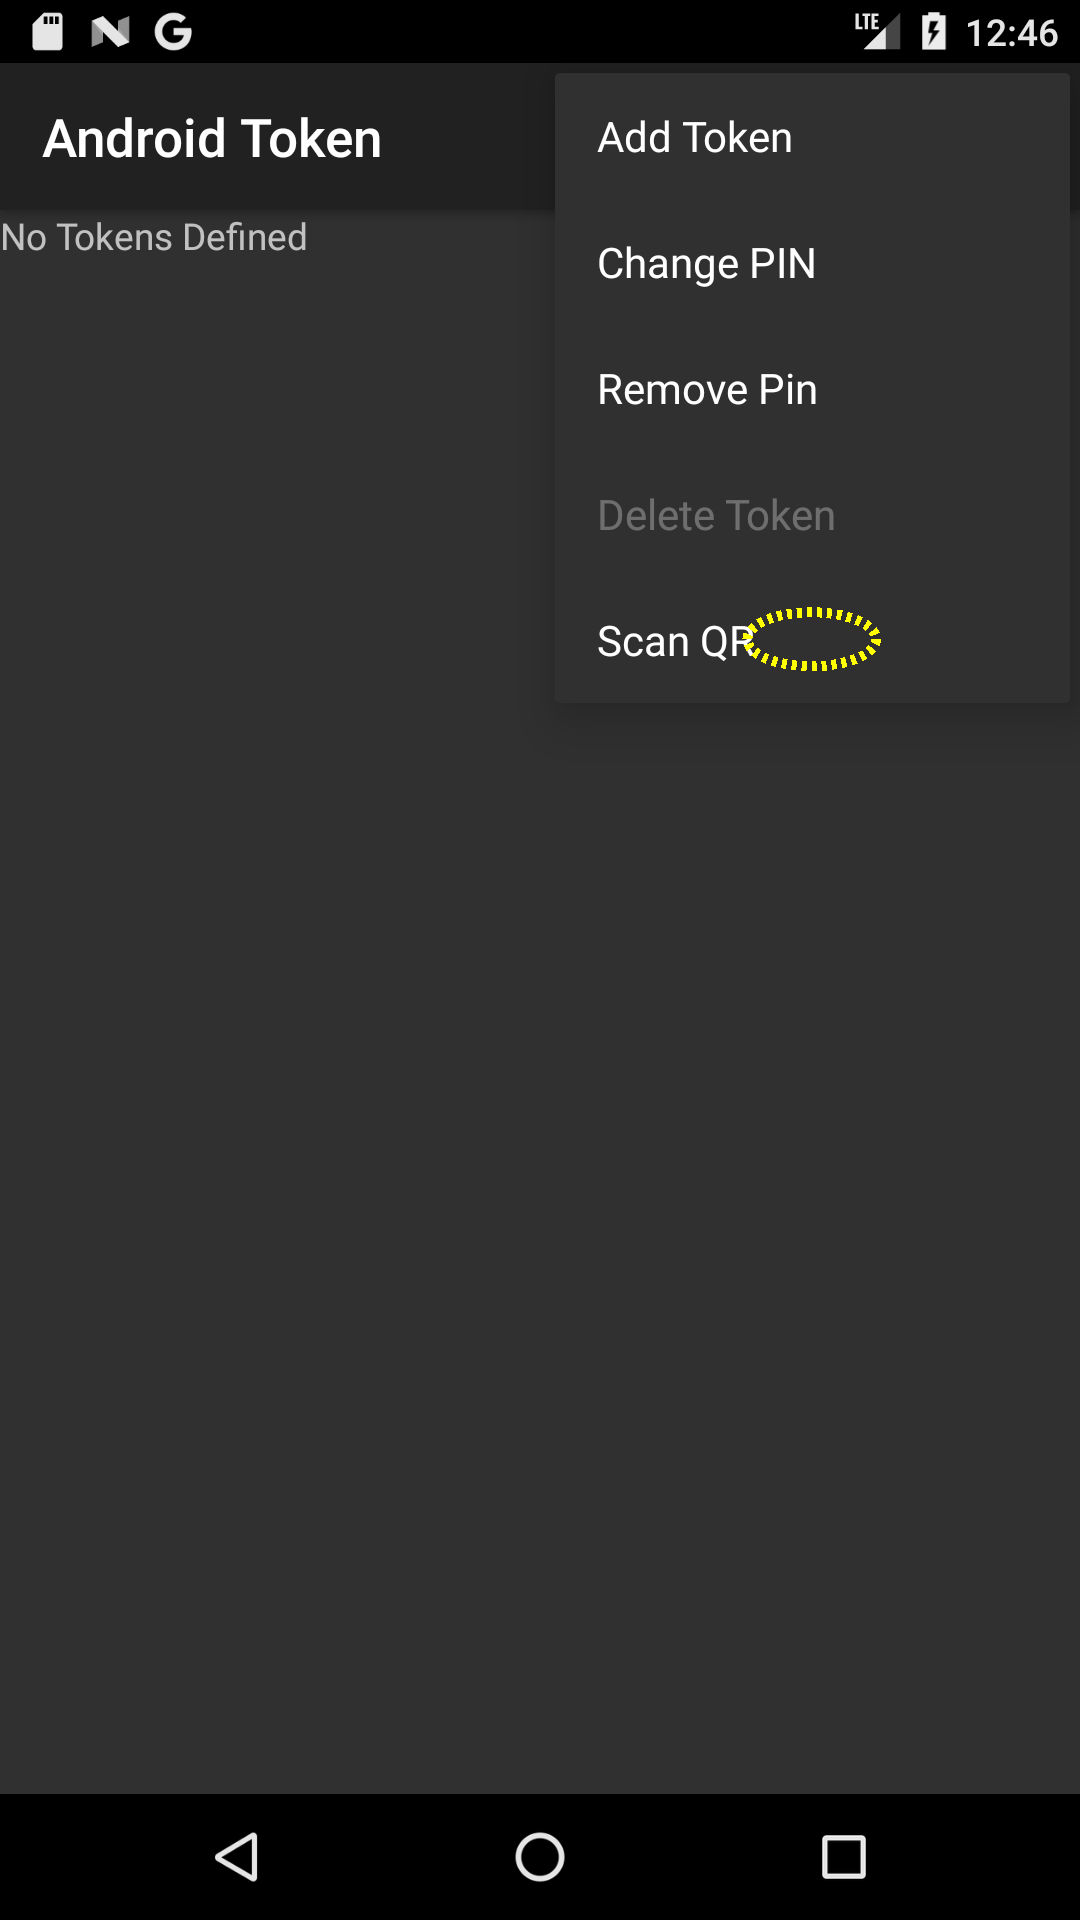 LTE 12:46
Android Token
Add Token
No Tokens Defined
Change PIN
Remove Pin
Delete Token
Scan QR